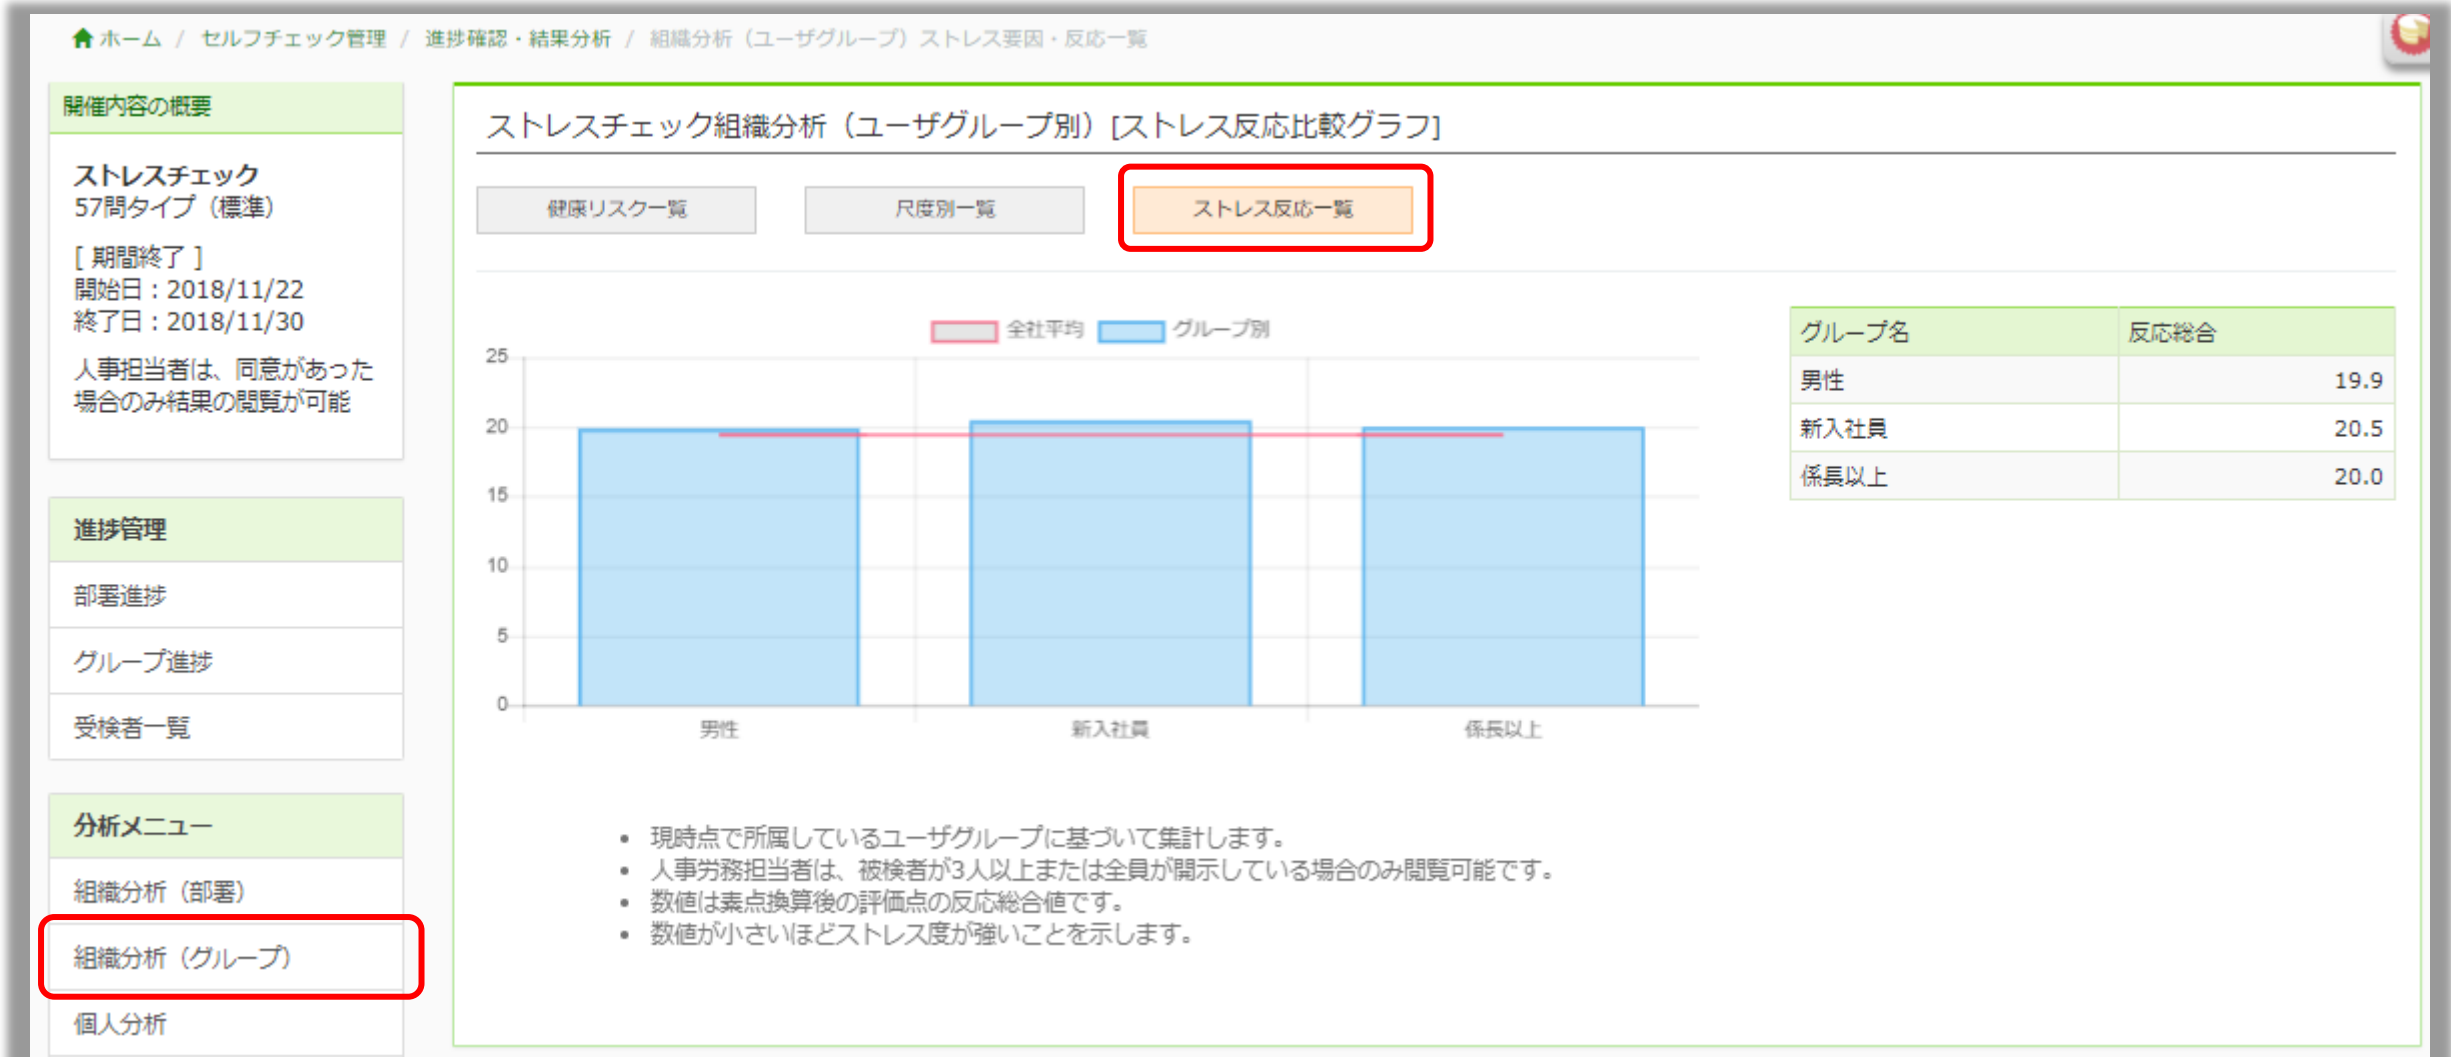 ホーム / セルフチェック管理 / 進捗確認・結果分析 / 組織分析（ユーザグループ）ストレス要因・反応一覧
開催内容の概要
ストレスチェック
57問タイプ（標準）
[ 期間終了 ]
開始日：2018/11/22
終了日：2018/11/30
人事担当者は、同意があった
場合のみ結果の閲覧が可能
進捗管理
部署進捗
グループ進捗
受検者一覧
分析メニュー
組織分析（部署）
組織分析（グループ）
個人分析
ストレスチェック組織分析（ユーザグループ別）[ストレス反応比較グラフ]
健康リスク一覧
尺度別一覧
ストレス反応一覧
全社平均 グループ別
25
20
15
10
5
0
男性 新入社員 係長以上
グループ名 反応総合
男性 19.9
新入社員 20.5
係長以上 20.0
• 現時点で所属しているユーザグループに基づいて集計します。
• 人事労務担当者は、被検者が3人以上または全員が開示している場合のみ閲覧可能です。
• 数値は素点換算後の評価点の反応総合値です。
• 数値が小さいほどストレス度が強いことを示します。